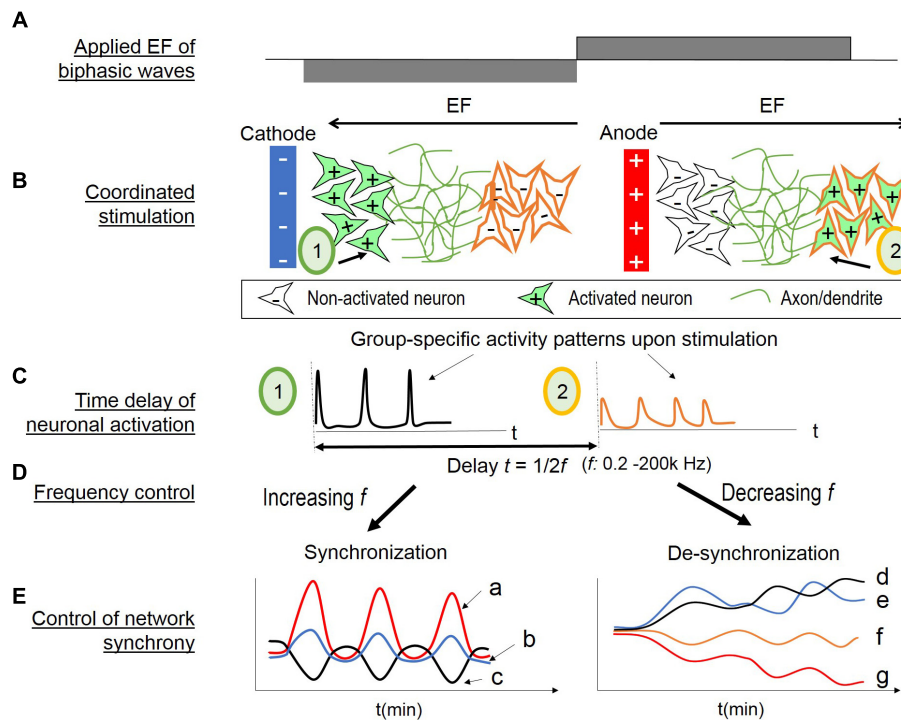 A
Applied EF of
biphasic waves
EF
EF
Cathode
Anode
B
Coordinated
stimulation
1
2
Non-activated neuron
Activated neuron
Axon/dendrite
Group-specific activity patterns upon stimulation
C
Time delay of
neuronal activation
1
2
t
t
Delay t = 1/2f (f: 0.2 -200k Hz)
D
Frequency control
Increasing f
Decreasing f
Synchronization
De-synchronization
E
Control of network
synchrony
a
b
c
d
e
f
g
t(min)
t(min)